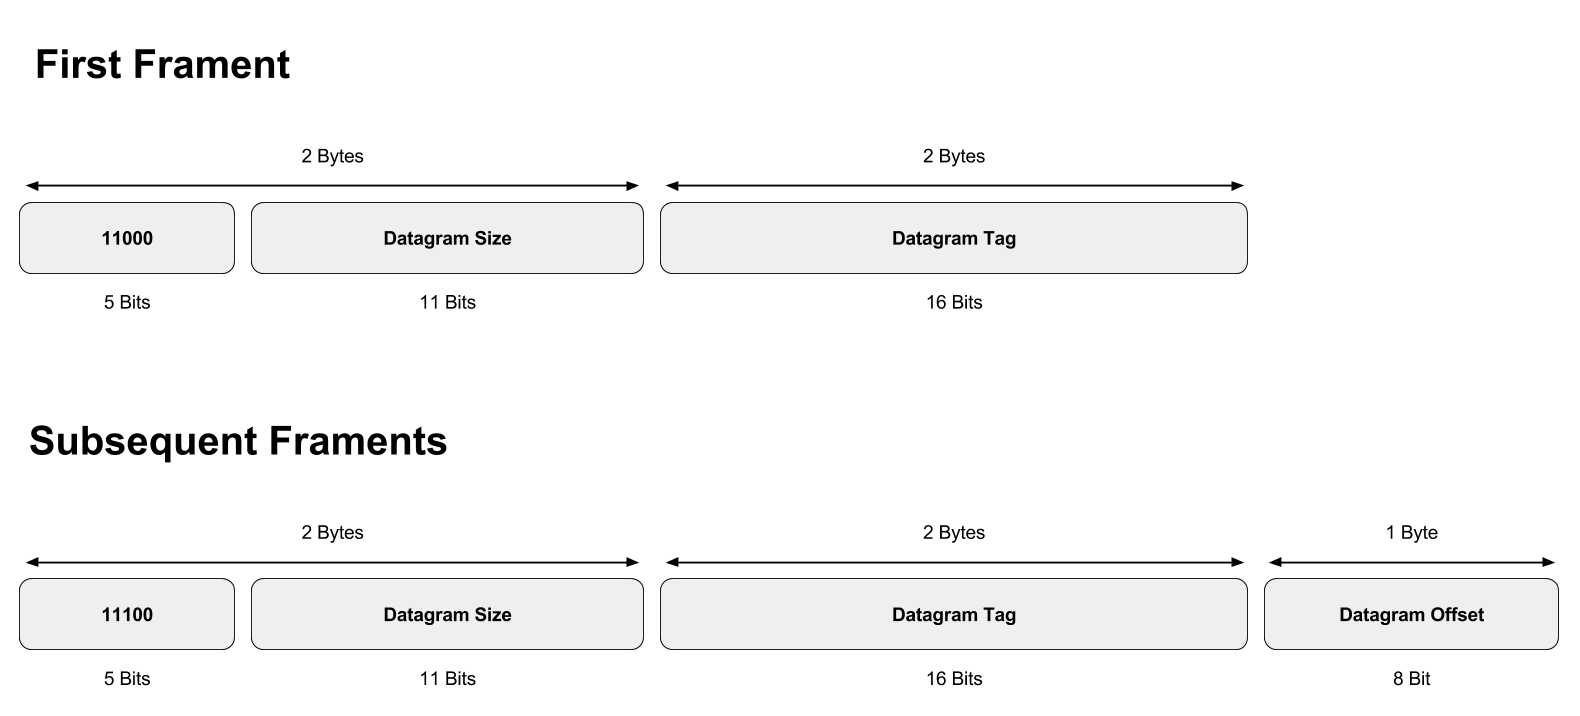 First Frament
2 Bytes 2 Bytes
11000 Datagram Size Datagram Tag
5 Bits 11 Bits 16 Bits
Subsequent Framents
2 Bytes 2 Bytes 1 Byte
11100 Datagram Size Datagram Tag Datagram Offset
5 Bits 11 Bits 16 Bits 8 Bit